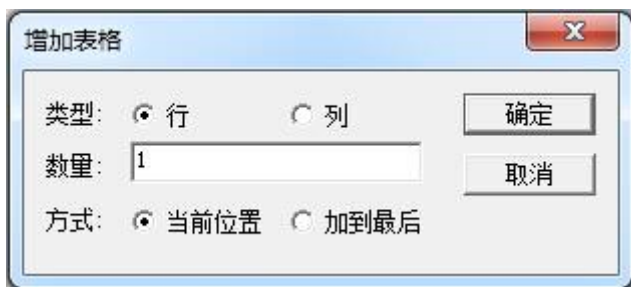 增加表格
类型: 行 列 确定
数量: 1 取消
方式: 当前位置 加到最后